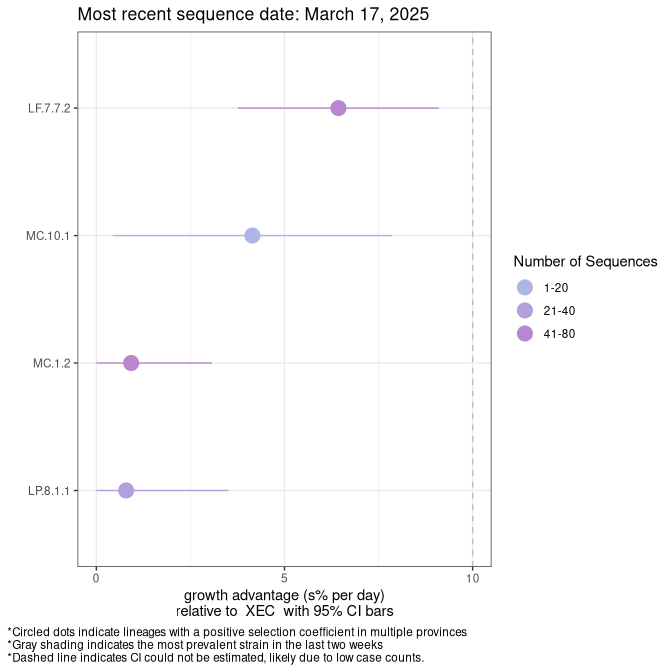 Most recent sequence date: March 17, 2025
LF.7.7.2
MC.10.1
MC.1.2
LP.8.1.1
0 5 10
growth advantage (s% per day)
relative to XEC with 95% CI bars
Number of Sequences
1-20
21-40
41-80
*Circled dots indicate lineages with a positive selection coefficient in multiple provinces
*Gray shading indicates the most prevalent strain in the last two weeks
*Dashed line indicates CI could not be estimated, likely due to low case counts.